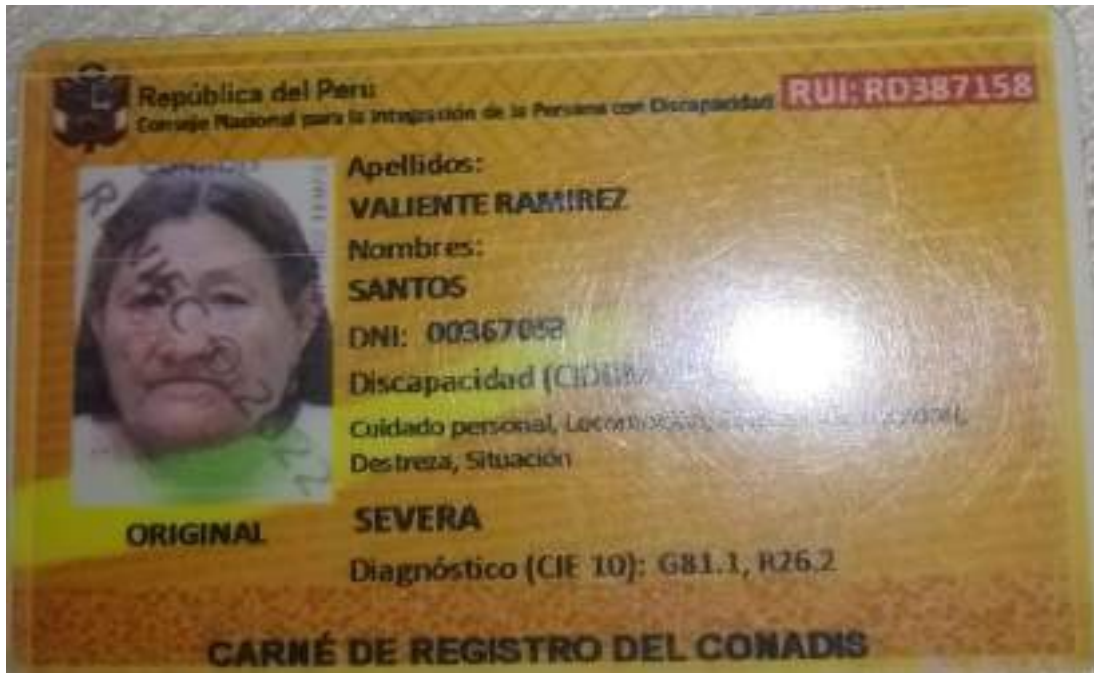 República del Perú
Consejo Nacional para la Integración de la Persona con Discapacidad
RUI: RD387158
Apellidos:
VALIENTE RAMIREZ
Nombres:
SANTOS
DNI:
Discapacidad
Cuidado personal,
Destreza, Situación
ORIGINAL
SEVERA
Diagnóstico (CIE 10): G81.1, R26.2
CARNÉ DE REGISTRO DEL CONADIS